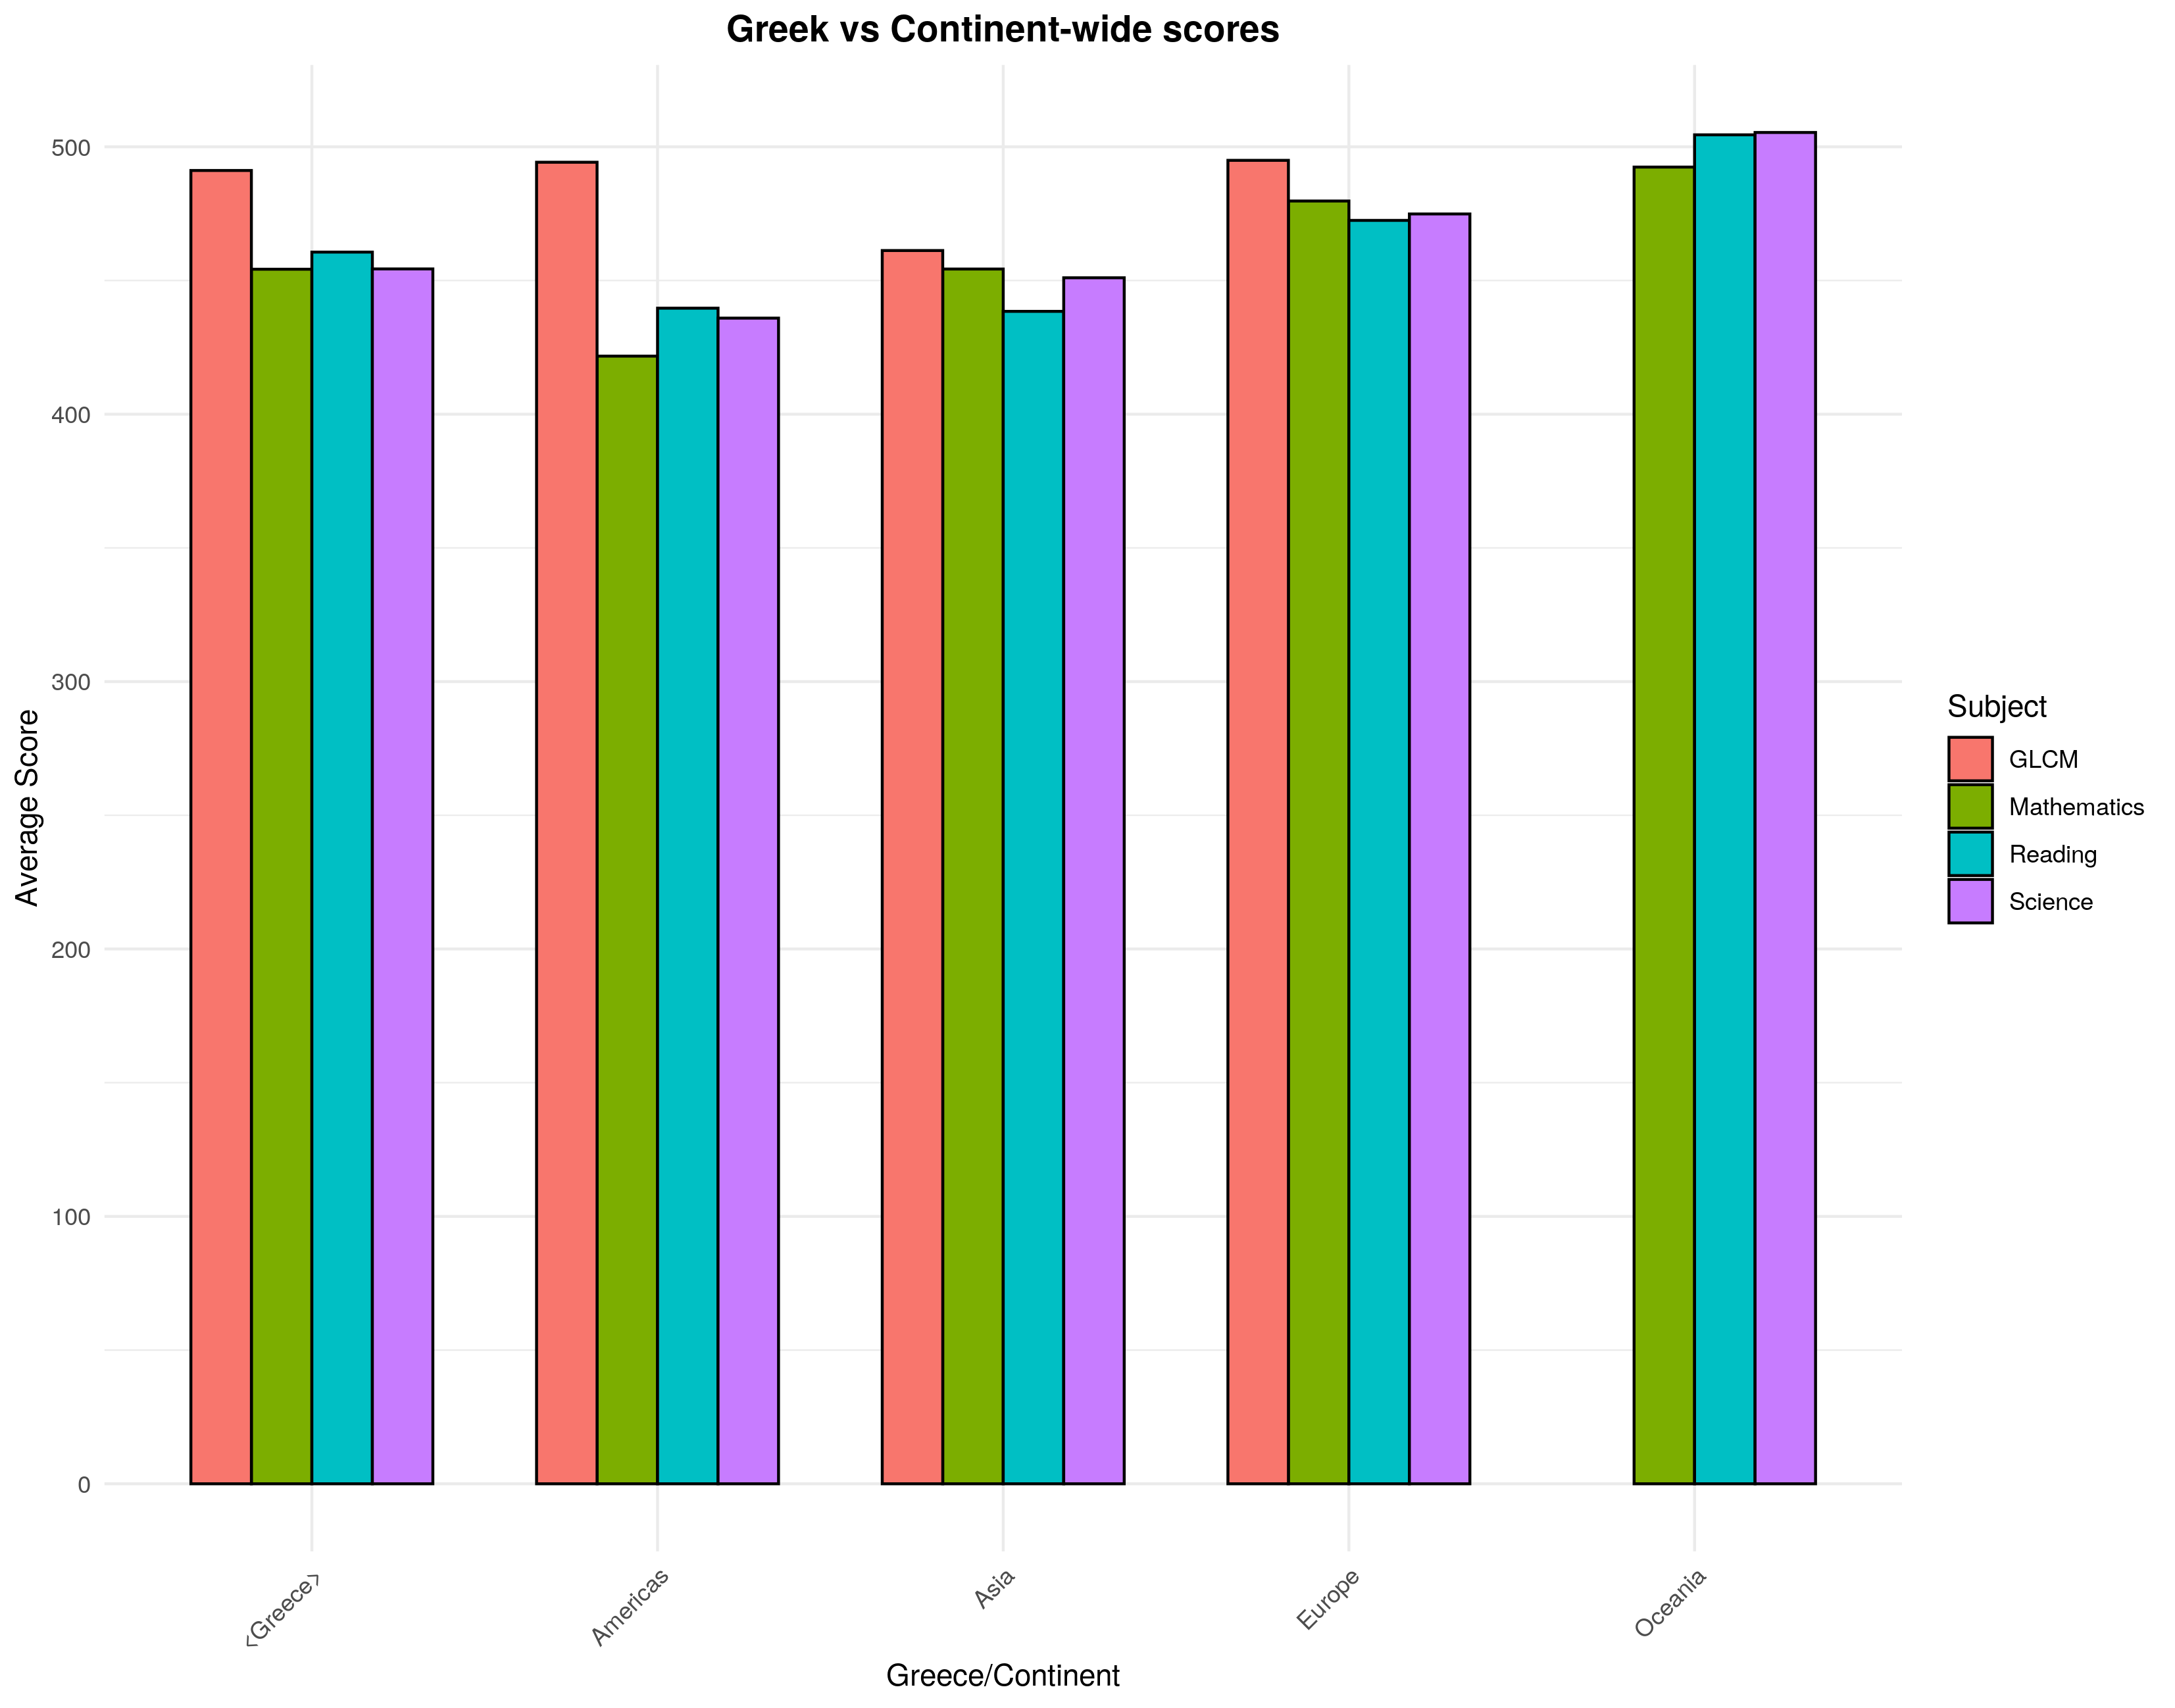 Greek vs Continent-wide scores
500
400
300
200
100
0
Average Score
<Greece>
Americas
Asia
Europe
Oceania
Greece/Continent
Subject
GLCM
Mathematics
Reading
Science